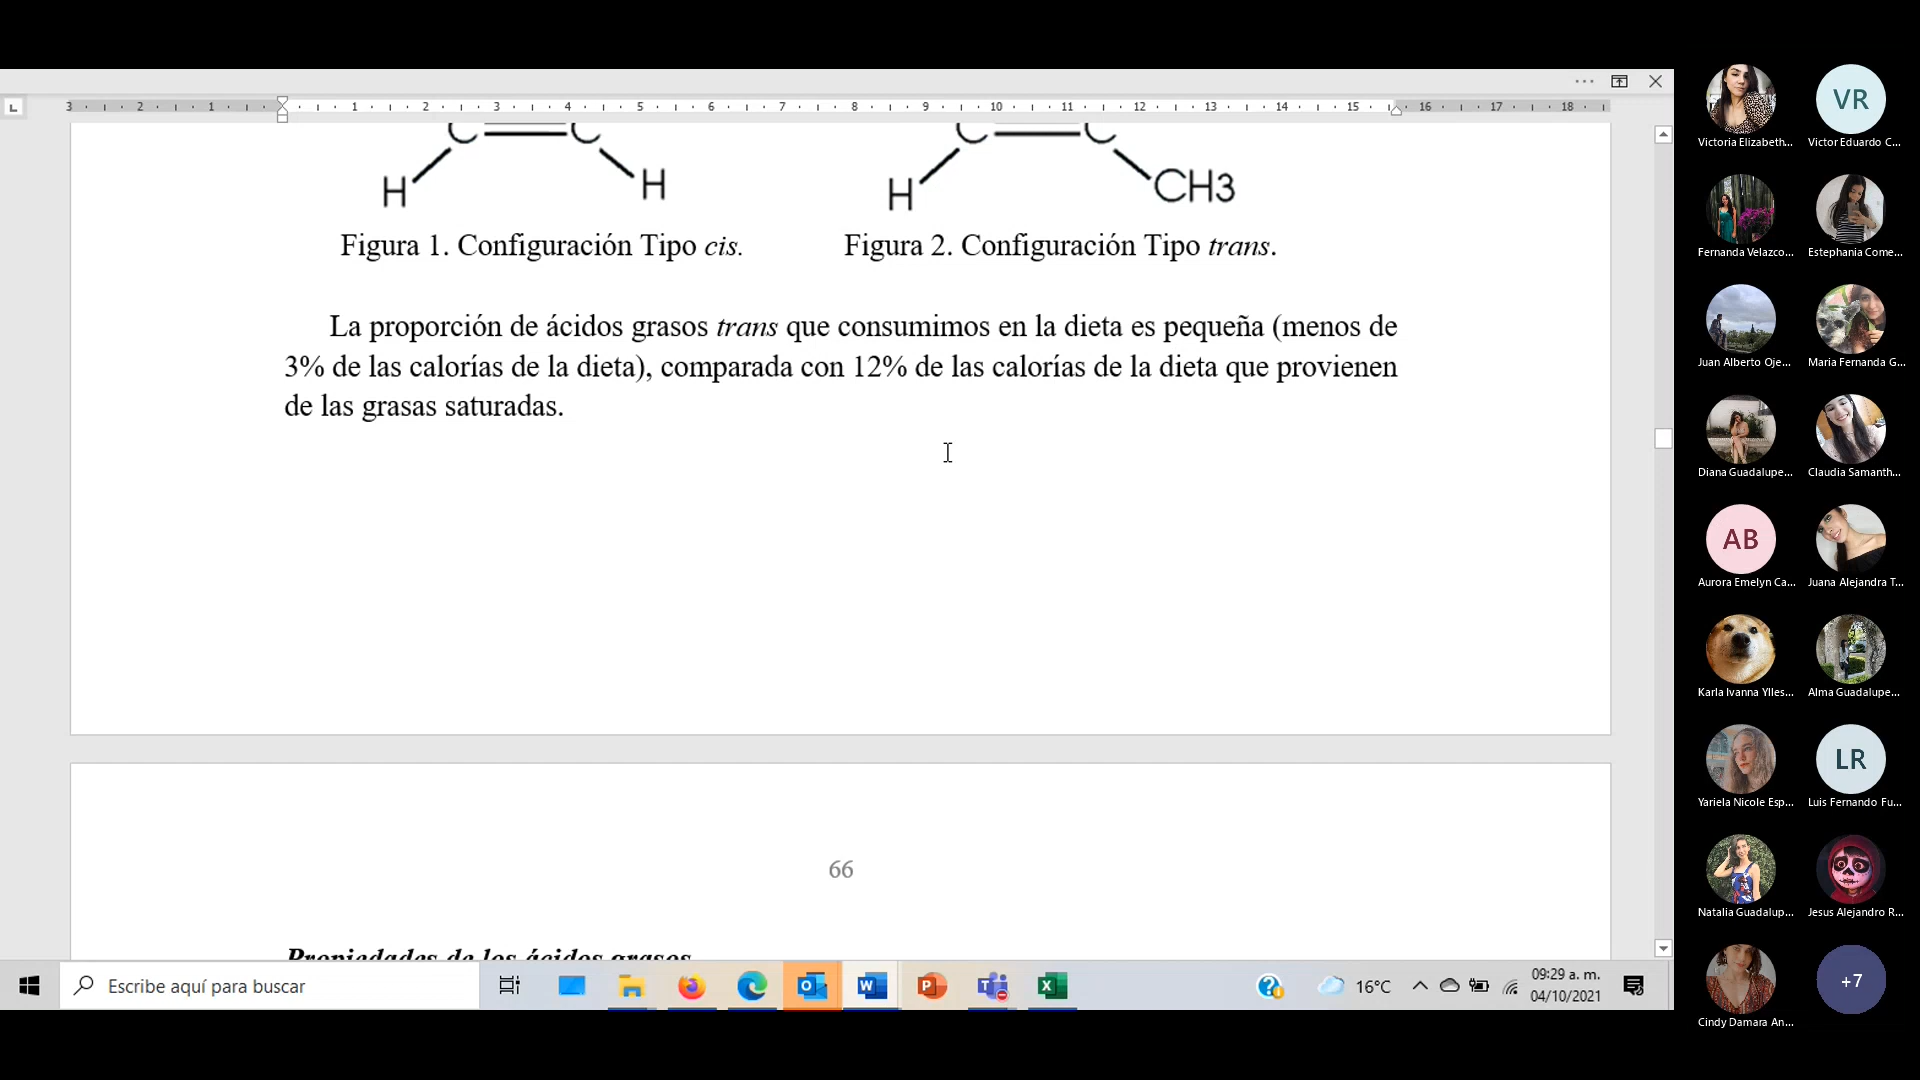 3 2 1 1 2 3 4 5 6 7 8 9 10 11 12 13 14 15 16 17 18
C C C C
H H H CH3
Figura 1. Configuración Tipo cis. Figura 2. Configuración Tipo trans.
La proporción de ácidos grasos trans que consumimos en la dieta es pequeña (menos de
3% de las calorías de la dieta), comparada con 12% de las calorías de la dieta que provienen
de las grasas saturadas.
66
Propiedades de los ácidos grasos
Escribe aquí para buscar
16°C
09:29 a. m.
04/10/2021
VR
Victoria Elizabeth... Victor Eduardo C...
Fernanda Velazco... Estephania Come...
Juan Alberto Oje... Maria Fernanda G...
Diana Guadalupe... Claudia Samanth...
AB
Aurora Emelyn Ca... Juana Alejandra T...
Karla Ivanna Ylles... Alma Guadalupe...
LR
Yariela Nicole Esp... Luis Fernando Fu...
Natalia Guadalup... Jesus Alejandro R...
+7
Cindy Damara An...